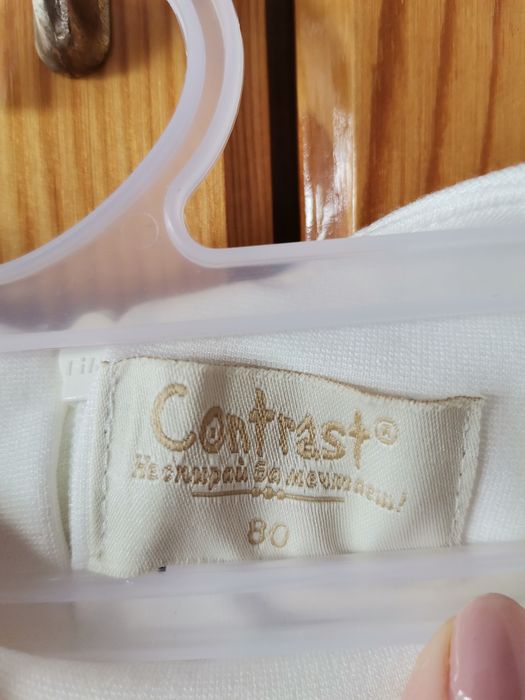 Contrast®
Не спирай да мечтаеш!
80